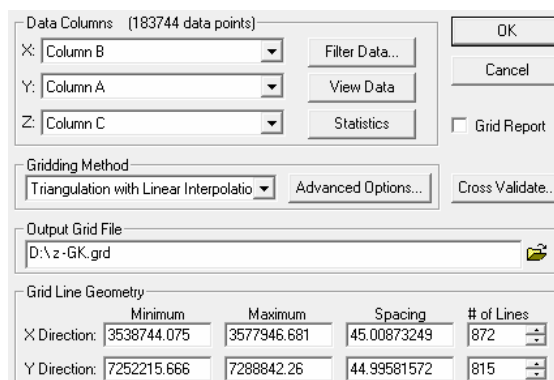 Data Columns (183744 data points)
X: Column B
Filter Data...
Y: Column A
View Data
Z: Column C
Statistics
OK
Cancel
Grid Report
Gridding Method
Triangulation with Linear Interpolatio
Advanced Options...
Cross Validate..
Output Grid File
D:\z-GK.grd
Grid Line Geometry
Minimum Maximum Spacing # of Lines
X Direction: 3538744.075 3577946.681 45.00873249 872
Y Direction: 7252215.666 7288842.26 44.99581572 815